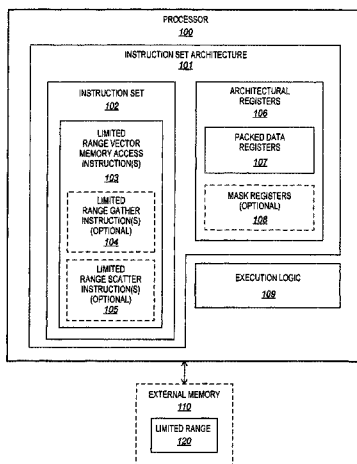 PROCESSOR
100
INSTRUCTION SET ARCHITECTURE
101
INSTRUCTION SET
102
LIMITED
RANGE VECTOR
MEMORY ACCESS
INSTRUCTION(S)
103
LIMITED
RANGE GATHER
INSTRUCTION(S)
(OPTIONAL)
104
LIMITED
RANGE SCATTER
INSTRUCTION(S)
(OPTIONAL)
105
ARCHITECTURAL
REGISTERS
106
PACKED DATA
REGISTERS
107
MASK REGISTERS
(OPTIONAL)
108
EXECUTION LOGIC
109
EXTERNAL MEMORY
110
LIMITED RANGE
120